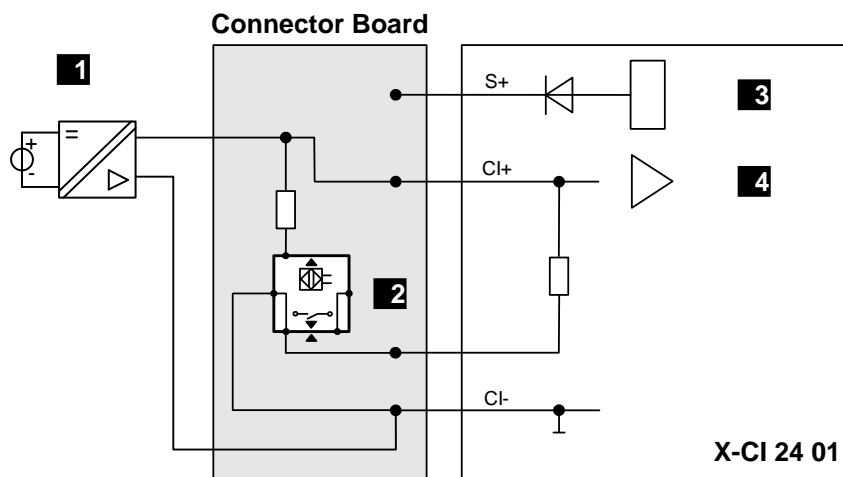 Connector Board
1
S+
3
=
+
-
CI+
4
2
CI-
X-CI 24 01